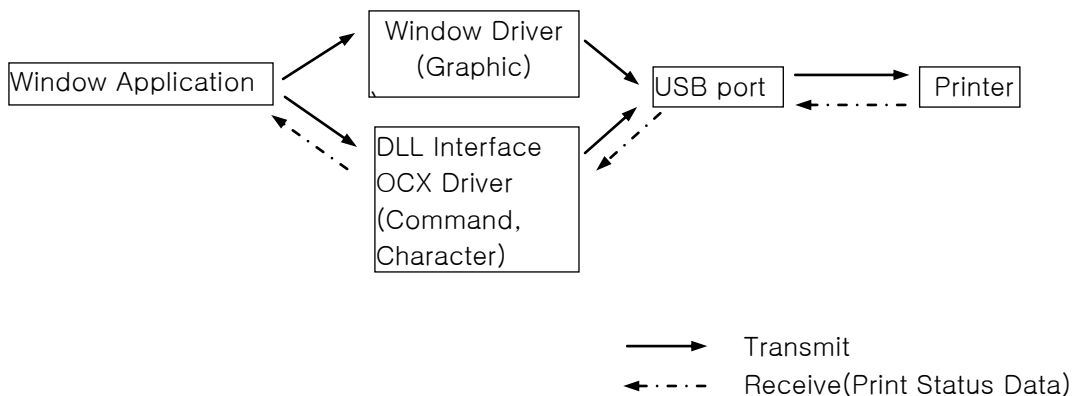 Window Driver
(Graphic)
Window Application
USB port
Printer
DLL Interface
OCX Driver
(Command,
Character)
Transmit
Receive(Print Status Data)